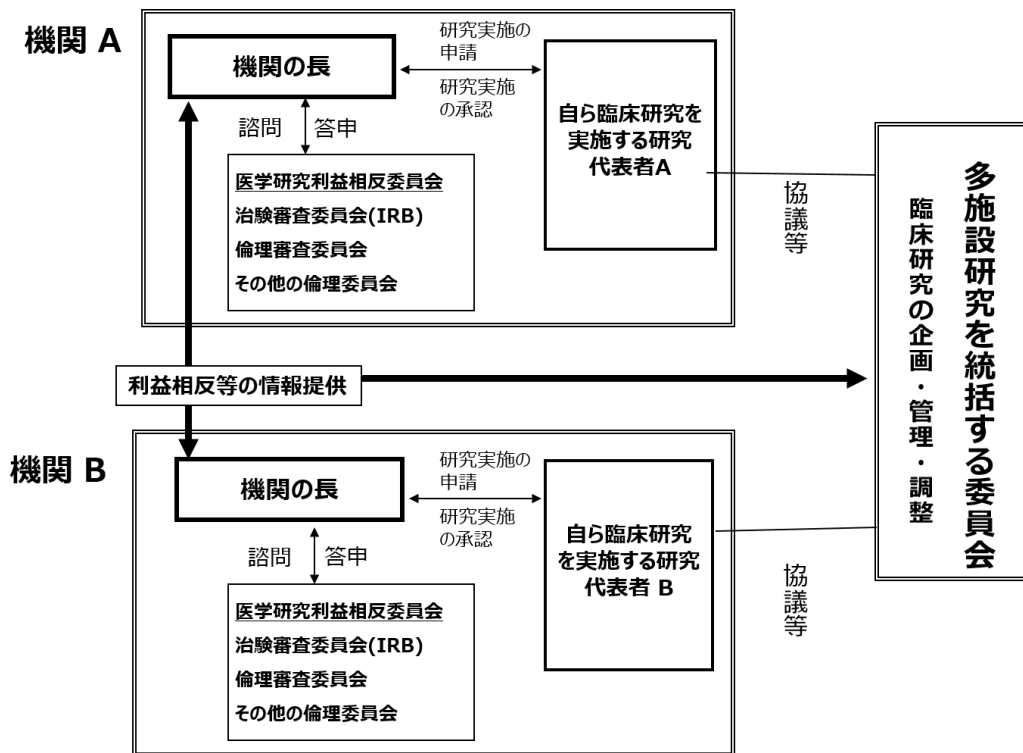 機関 A
機関の長
研究実施の
申請
研究実施
の承認
自ら臨床研究を
実施する研究
代表者A
諮問
答申
医学研究利益相反委員会
治験審査委員会(IRB)
倫理審査委員会
その他の倫理委員会
協議等
多施設研究を統括する委員会
臨床研究の企画・管理・調整
利益相反等の情報提供
機関 B
機関の長
研究実施の
申請
研究実施
の承認
自ら臨床研究
を実施する研究
代表者 B
諮問
答申
医学研究利益相反委員会
治験審査委員会(IRB)
倫理審査委員会
その他の倫理委員会
協議等